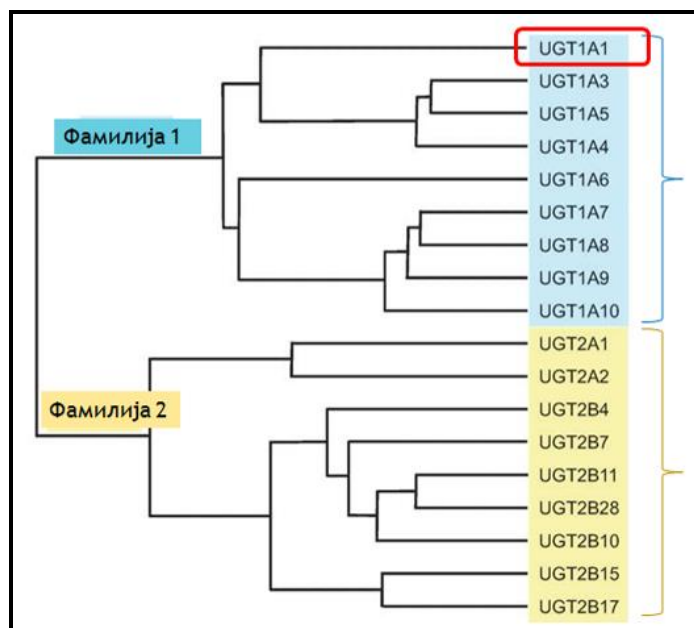 UGT1A1
UGT1A3
UGT1A5
Фамилија 1
UGT1A4
UGT1A6
UGT1A7
UGT1A8
UGT1A9
UGT1A10
UGT2A1
UGT2A2
Фамилија 2
UGT2B4
UGT2B7
UGT2B11
UGT2B28
UGT2B10
UGT2B15
UGT2B17